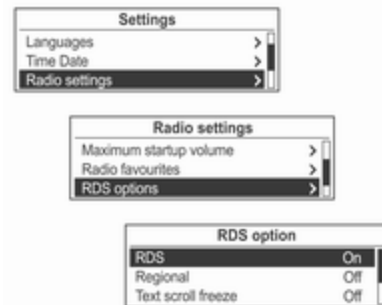 Settings
Languages >
Time Date >
Radio settings >
Radio settings
Maximum startup volume >
Radio favourites >
RDS options >
RDS option
RDS On
Regional Off
Text scroll freeze Off